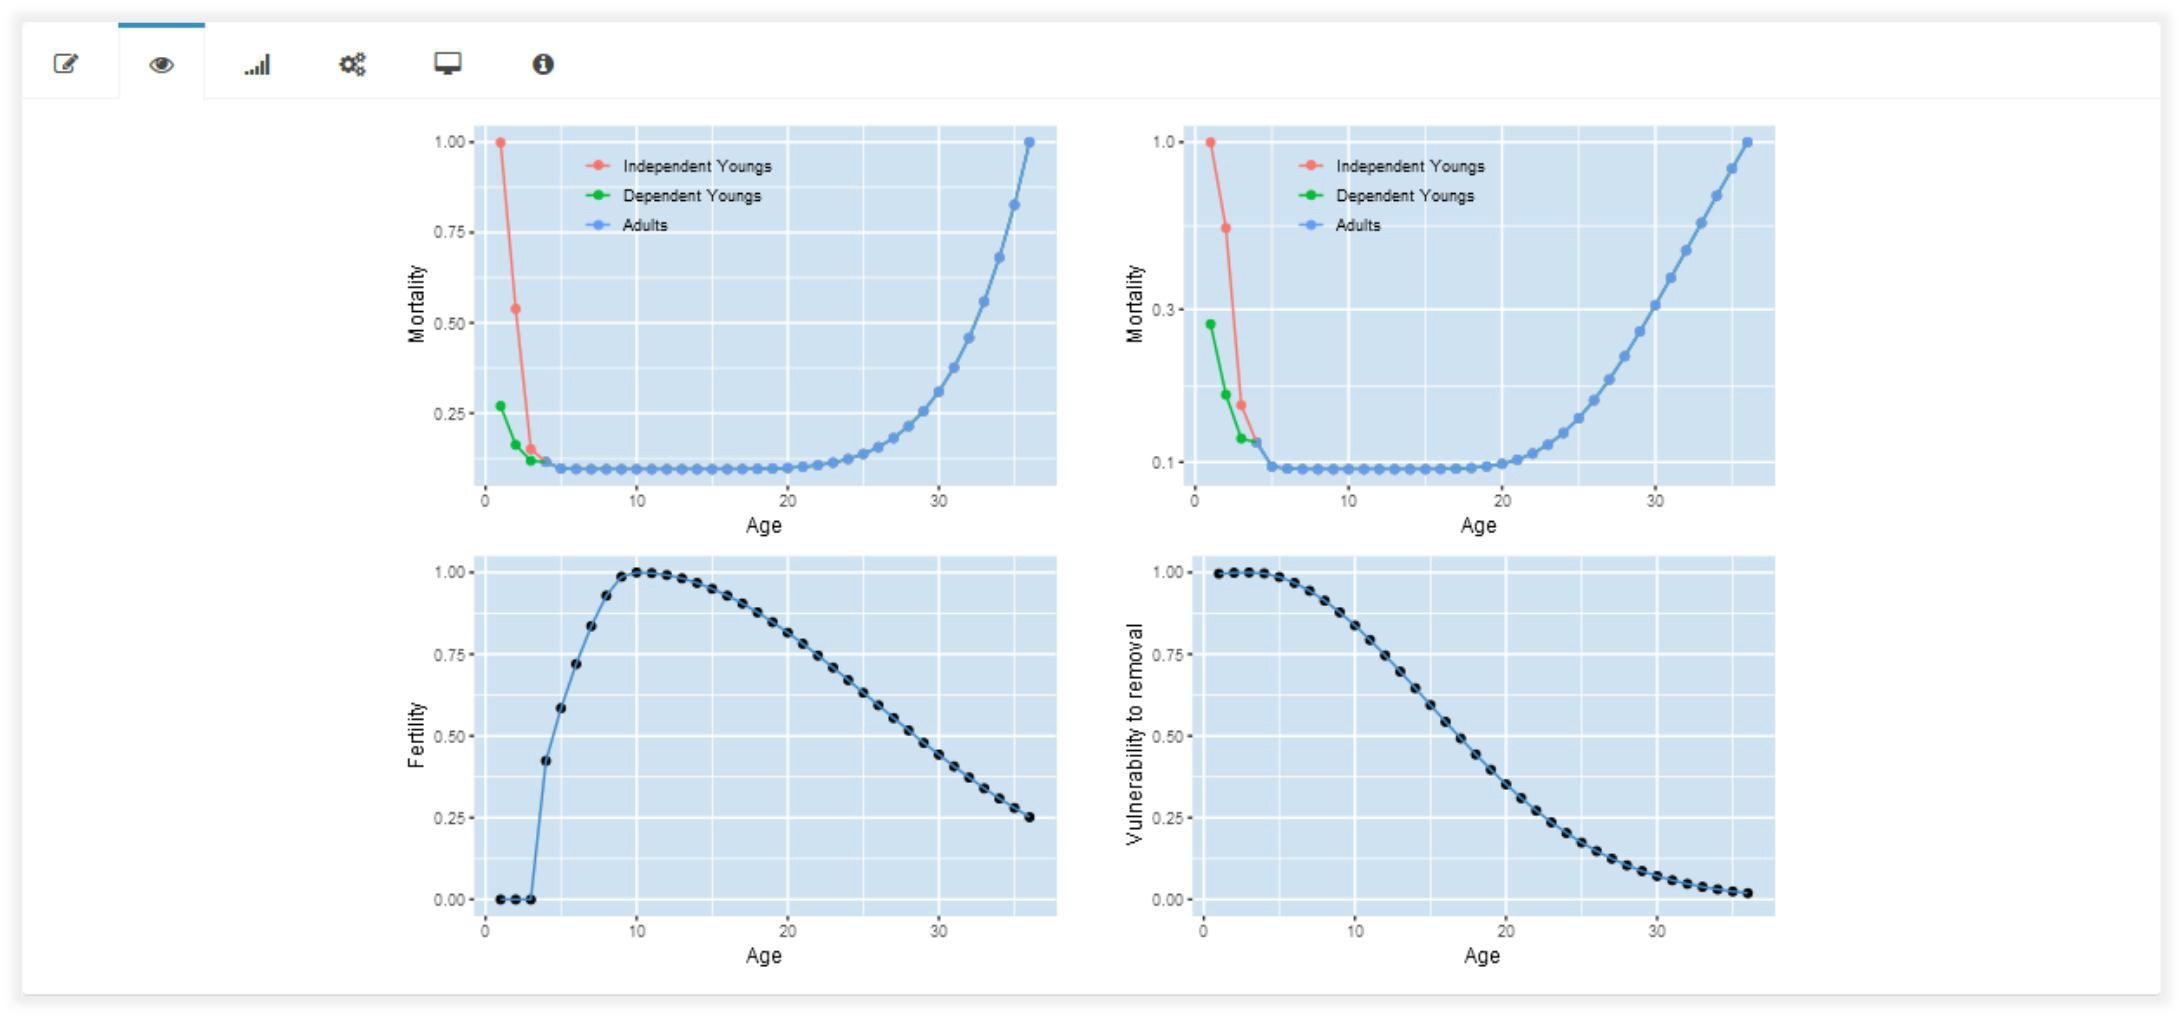 1.00
0.75
0.50
0.25
Mortality
Independent Youngs
Dependent Youngs
Adults
0
10
20
30
Age
1.0
0.3
0.1
Mortality
Independent Youngs
Dependent Youngs
Adults
0
10
20
30
Age
1.00
0.75
0.50
0.25
0.00
Fertility
0
10
20
30
Age
1.00
0.75
0.50
0.25
0.00
Vulnerability to removal
0
10
20
30
Age